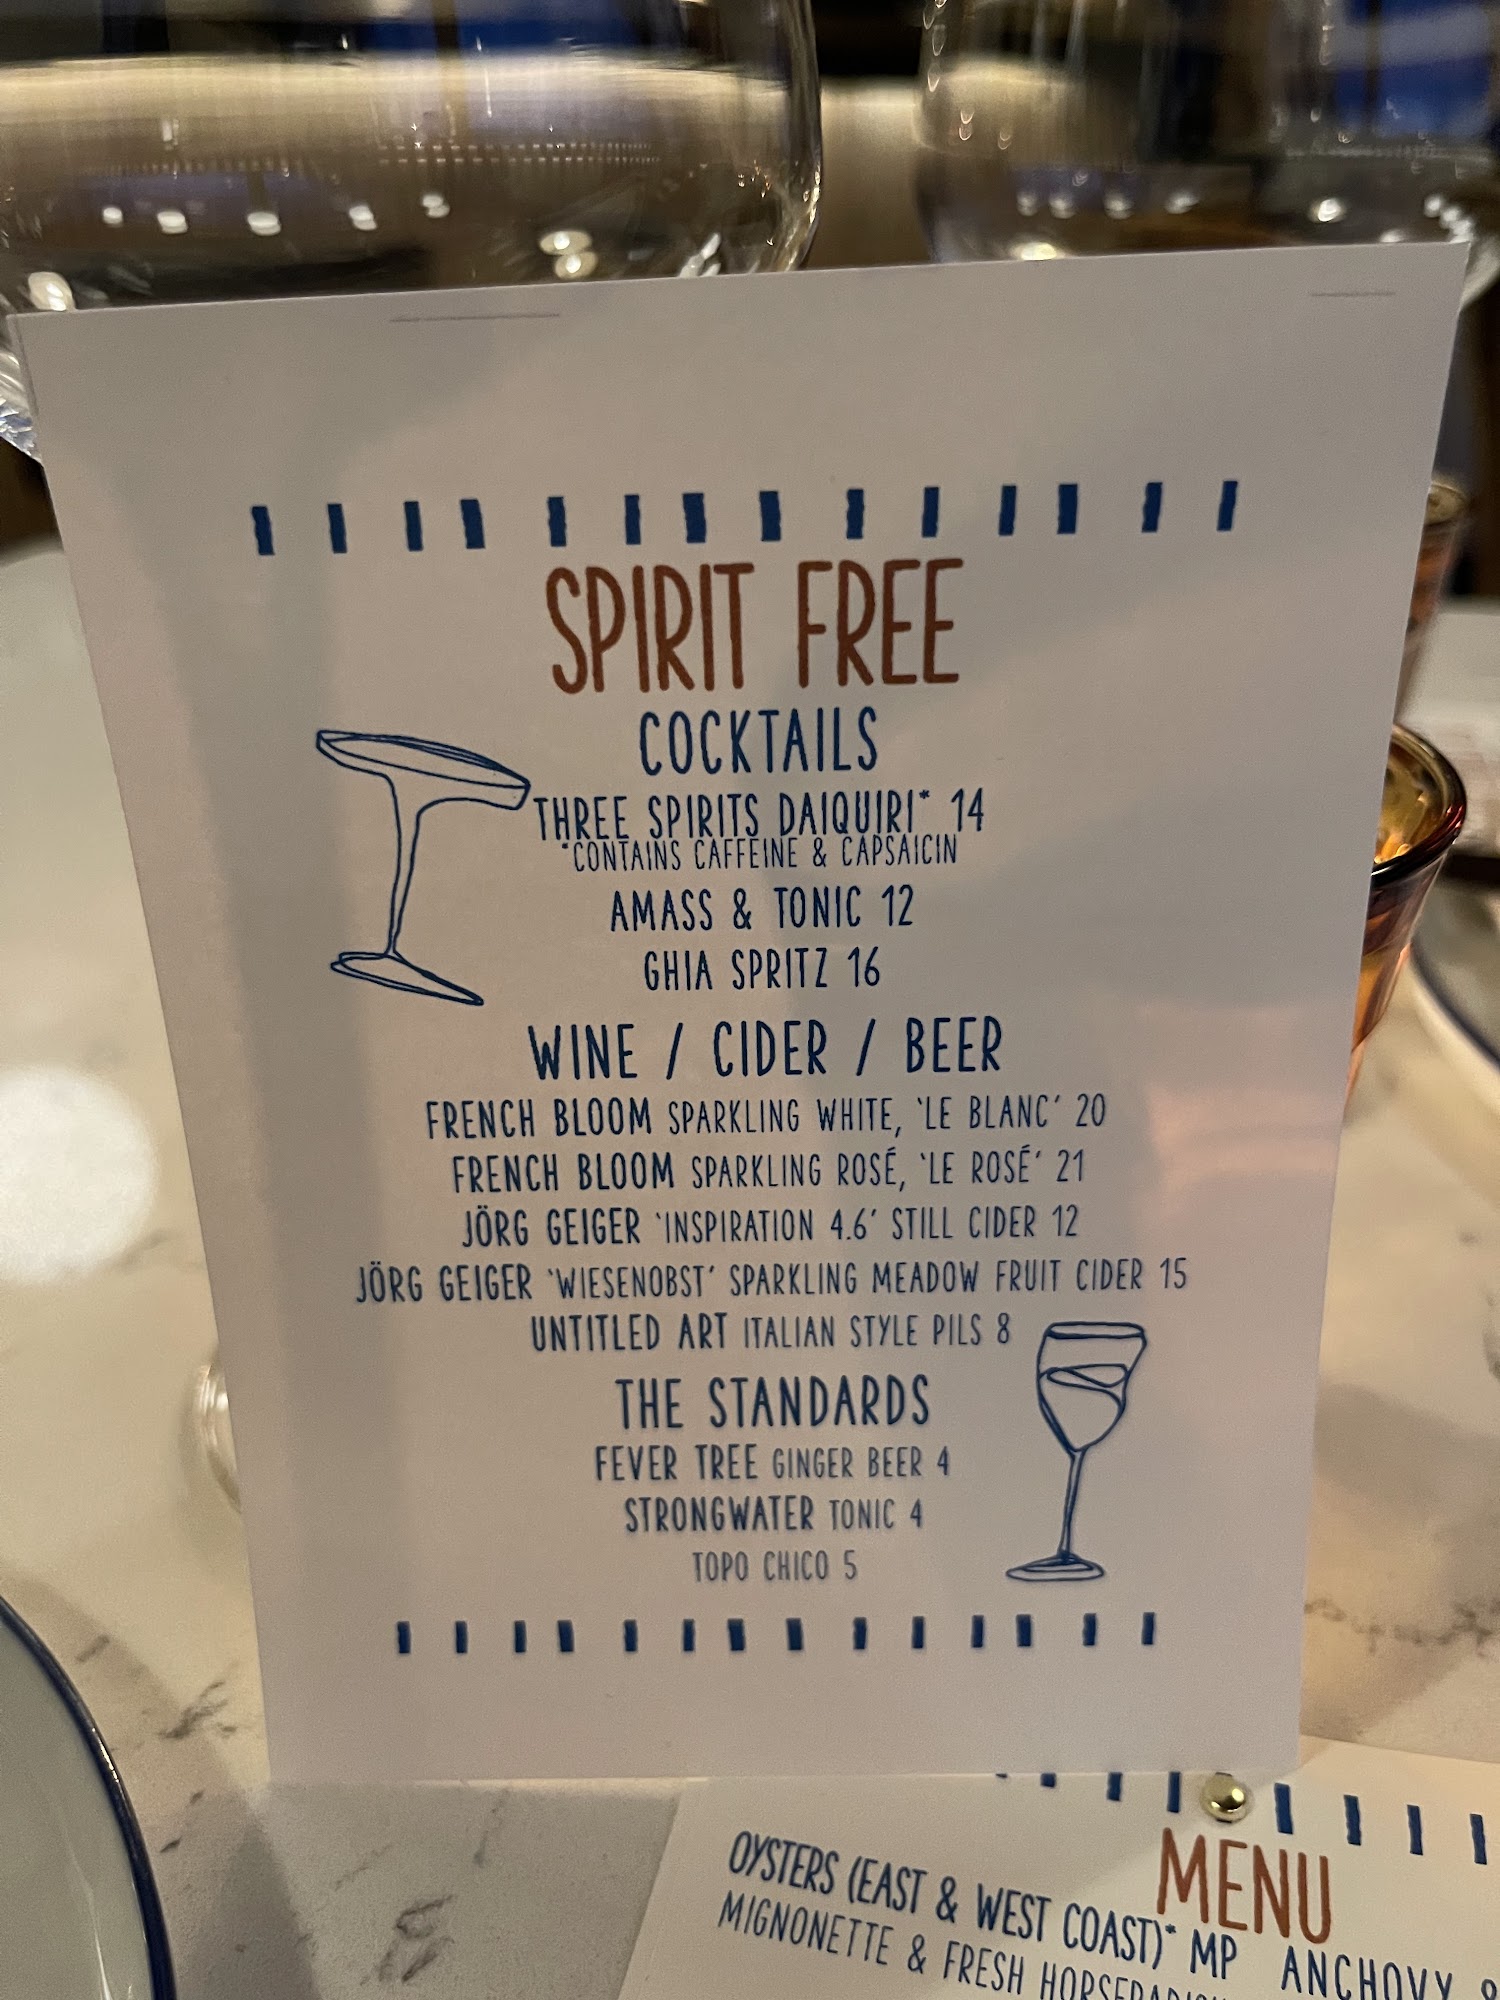 SPIRIT FREE
COCKTAILS
THREE SPIRITS DAIQUIRI* 14
*CONTAINS CAFFEINE & CAPSAICIN
AMASS & TONIC 12
GHIA SPRITZ 16
WINE / CIDER / BEER
FRENCH BLOOM SPARKLING WHITE, 'LE BLANC' 20
FRENCH BLOOM SPARKLING ROSÉ, 'LE ROSÉ' 21
JÖRG GEIGER 'INSPIRATION 4.6' STILL CIDER 12
JÖRG GEIGER 'WIESENOBST' SPARKLING MEADOW FRUIT CIDER 15
UNTITLED ART ITALIAN STYLE PILS 8
THE STANDARDS
FEVER TREE GINGER BEER 4
STRONGWATER TONIC 4
TOPO CHICO 5
MENU
OYSTERS (EAST & WEST COAST)* MP ANCHOVY
MIGNONETTE & FRESH